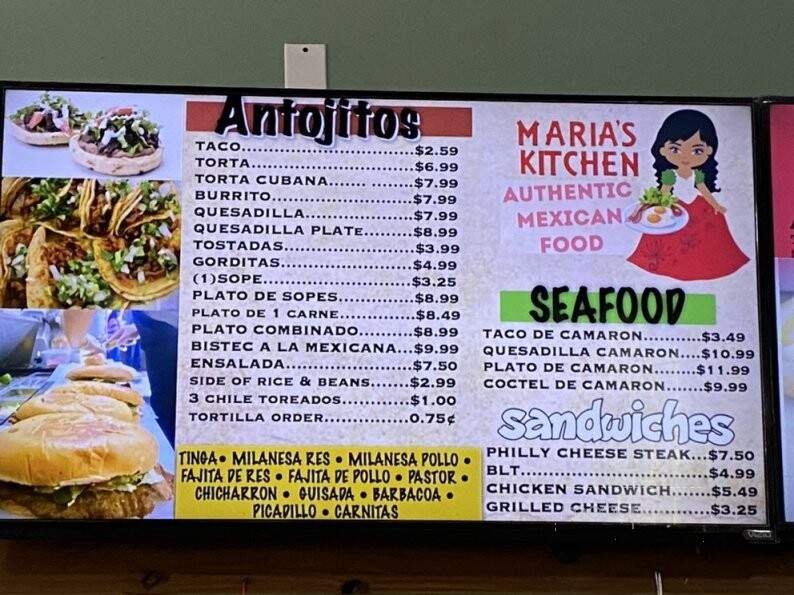 Antojitos
TACO.................................$2.59
TORTA...............................$6.99
TORTA CUBANA....... ........$7.99
BURRITO...........................$7.99
QUESADILLA.....................$7.99
QUESADILLA PLATE.........$8.99
TOSTADAS........................$3.99
GORDITAS.........................$4.99
(1)SOPE.............................$3.25
PLATO DE SOPES..............$8.99
PLATO DE 1 CARNE............$8.49
PLATO COMBINADO..........$8.99
BISTEC A LA MEXICANA...$9.99
ENSALADA........................$7.50
SIDE OF RICE & BEANS.......$2.99
3 CHILE TOREADOS...........$1.00
TORTILLA ORDER...............0.75¢
TINGA• MILANESA RES • MILANESA POLLO •
FAJITA DE RES • FAJITA DE POLLO • PASTOR •
CHICHARRON • GUISADA • BARBACOA •
PICADILLO • CARNITAS
MARIA'S
KITCHEN
AUTHENTIC
MEXICAN
FOOD
SEAFOOD
TACO DE CAMARON..........$3.49
QUESADILLA CAMARON....$10.99
PLATO DE CAMARON.......$11.99
COCTEL DE CAMARON.......$9.99
sandwiches
PHILLY CHEESE STEAK...$7.50
BLT................................$4.99
CHICKEN SANDWICH.......$5.49
GRILLED CHEESE............$3.25